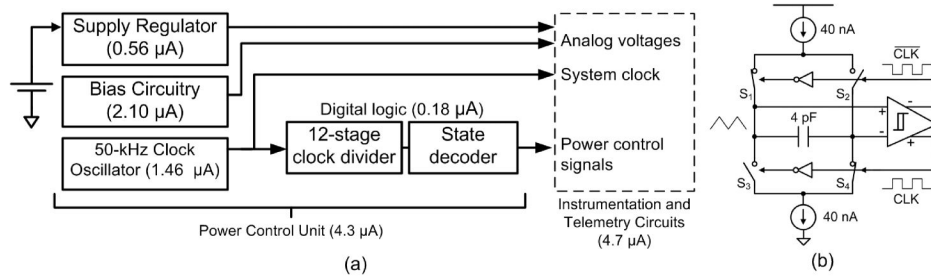 Supply Regulator
(0.56 µA)
Bias Circuitry
(2.10 µA)
50-kHz Clock
Oscillator (1.46 µA)
Digital logic (0.18 µA)
12-stage
clock divider
State
decoder
Analog voltages
System clock
Power control
signals
Power Control Unit (4.3 µA)
Instrumentation and
Telemetry Circuits
(4.7 µA)
(a)
40 nA
CLK
S1
S2
4 pF
+
-
-
+
S3
S4
CLK
40 nA
(b)